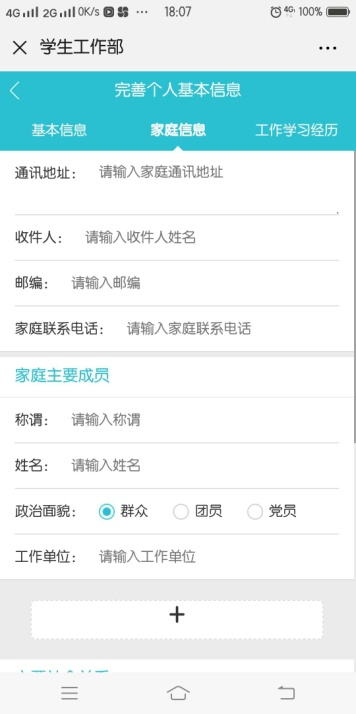 4G 2G 0K/s ··· 18:07 4G 100%
学生工作部
完善个人基本信息
基本信息 家庭信息 工作学习经历
通讯地址： 请输入家庭通讯地址
收件人： 请输入收件人姓名
邮编： 请输入邮编
家庭联系电话： 请输入家庭联系电话
家庭主要成员
称谓： 请输入称谓
姓名： 请输入姓名
政治面貌： 群众 团员 党员
工作单位： 请输入工作单位
+